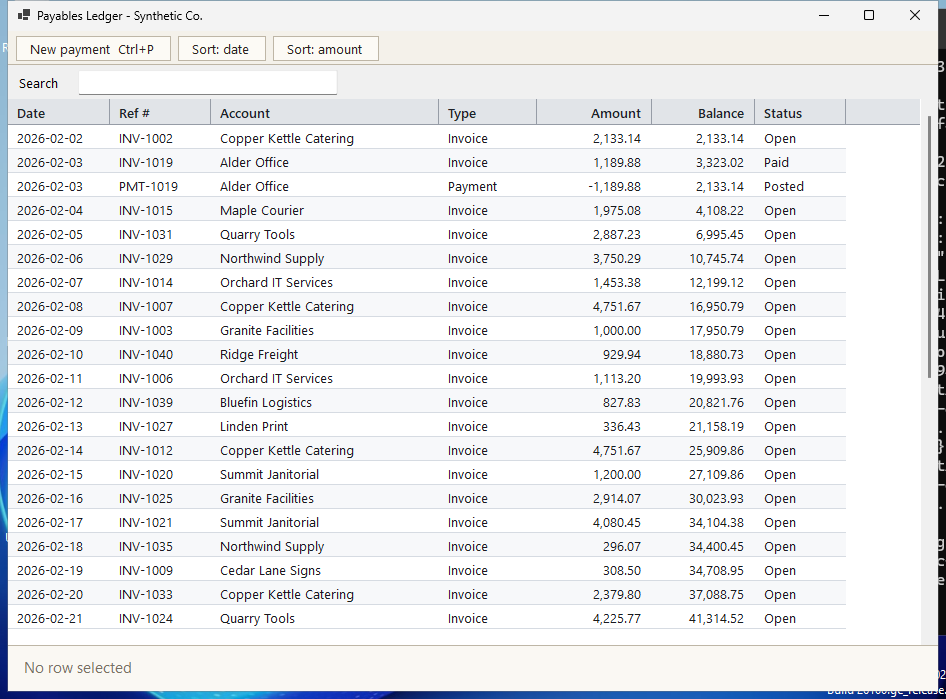 Payables Ledger - Synthetic Co.
New payment Ctrl+P Sort: date Sort: amount
Search
Date Ref # Account Type Amount Balance Status
2026-02-02 INV-1002 Copper Kettle Catering Invoice 2,133.14 2,133.14 Open
2026-02-03 INV-1019 Alder Office Invoice 1,189.88 3,323.02 Paid
2026-02-03 PMT-1019 Alder Office Payment -1,189.88 2,133.14 Posted
2026-02-04 INV-1015 Maple Courier Invoice 1,975.08 4,108.22 Open
2026-02-05 INV-1031 Quarry Tools Invoice 2,887.23 6,995.45 Open
2026-02-06 INV-1029 Northwind Supply Invoice 3,750.29 10,745.74 Open
2026-02-07 INV-1014 Orchard IT Services Invoice 1,453.38 12,199.12 Open
2026-02-08 INV-1007 Copper Kettle Catering Invoice 4,751.67 16,950.79 Open
2026-02-09 INV-1003 Granite Facilities Invoice 1,000.00 17,950.79 Open
2026-02-10 INV-1040 Ridge Freight Invoice 929.94 18,880.73 Open
2026-02-11 INV-1006 Orchard IT Services Invoice 1,113.20 19,993.93 Open
2026-02-12 INV-1039 Bluefin Logistics Invoice 827.83 20,821.76 Open
2026-02-13 INV-1027 Linden Print Invoice 336.43 21,158.19 Open
2026-02-14 INV-1012 Copper Kettle Catering Invoice 4,751.67 25,909.86 Open
2026-02-15 INV-1020 Summit Janitorial Invoice 1,200.00 27,109.86 Open
2026-02-16 INV-1025 Granite Facilities Invoice 2,914.07 30,023.93 Open
2026-02-17 INV-1021 Summit Janitorial Invoice 4,080.45 34,104.38 Open
2026-02-18 INV-1035 Northwind Supply Invoice 296.07 34,400.45 Open
2026-02-19 INV-1009 Cedar Lane Signs Invoice 308.50 34,708.95 Open
2026-02-20 INV-1033 Copper Kettle Catering Invoice 2,379.80 37,088.75 Open
2026-02-21 INV-1024 Quarry Tools Invoice 4,225.77 41,314.52 Open
No row selected